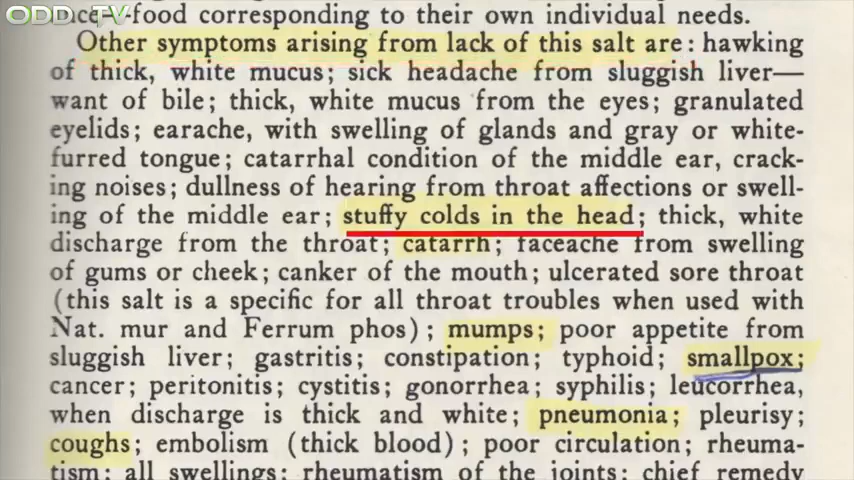 ODD TV
ace—food corresponding to their own individual needs.
Other symptoms arising from lack of this salt are: hawking
of thick, white mucus; sick headache from sluggish liver—
want of bile; thick, white mucus from the eyes; granulated
eyelids; earache, with swelling of glands and gray or white-
furred tongue; catarrhal condition of the middle ear, crack-
ing noises; dullness of hearing from throat affections or swell-
ing of the middle ear; stuffy colds in the head; thick, white
discharge from the throat; catarrh; faceache from swelling
of gums or cheek; canker of the mouth; ulcerated sore throat
(this salt is a specific for all throat troubles when used with
Nat. mur and Ferrum phos); mumps; poor appetite from
sluggish liver; gastritis; constipation; typhoid; smallpox;
cancer; peritonitis; cystitis; gonorrhea; syphilis; leucorrhea,
when discharge is thick and white; pneumonia; pleurisy;
coughs; embolism (thick blood); poor circulation; rheuma-
tism; all swellings; rheumatism of the joints; chief remedy